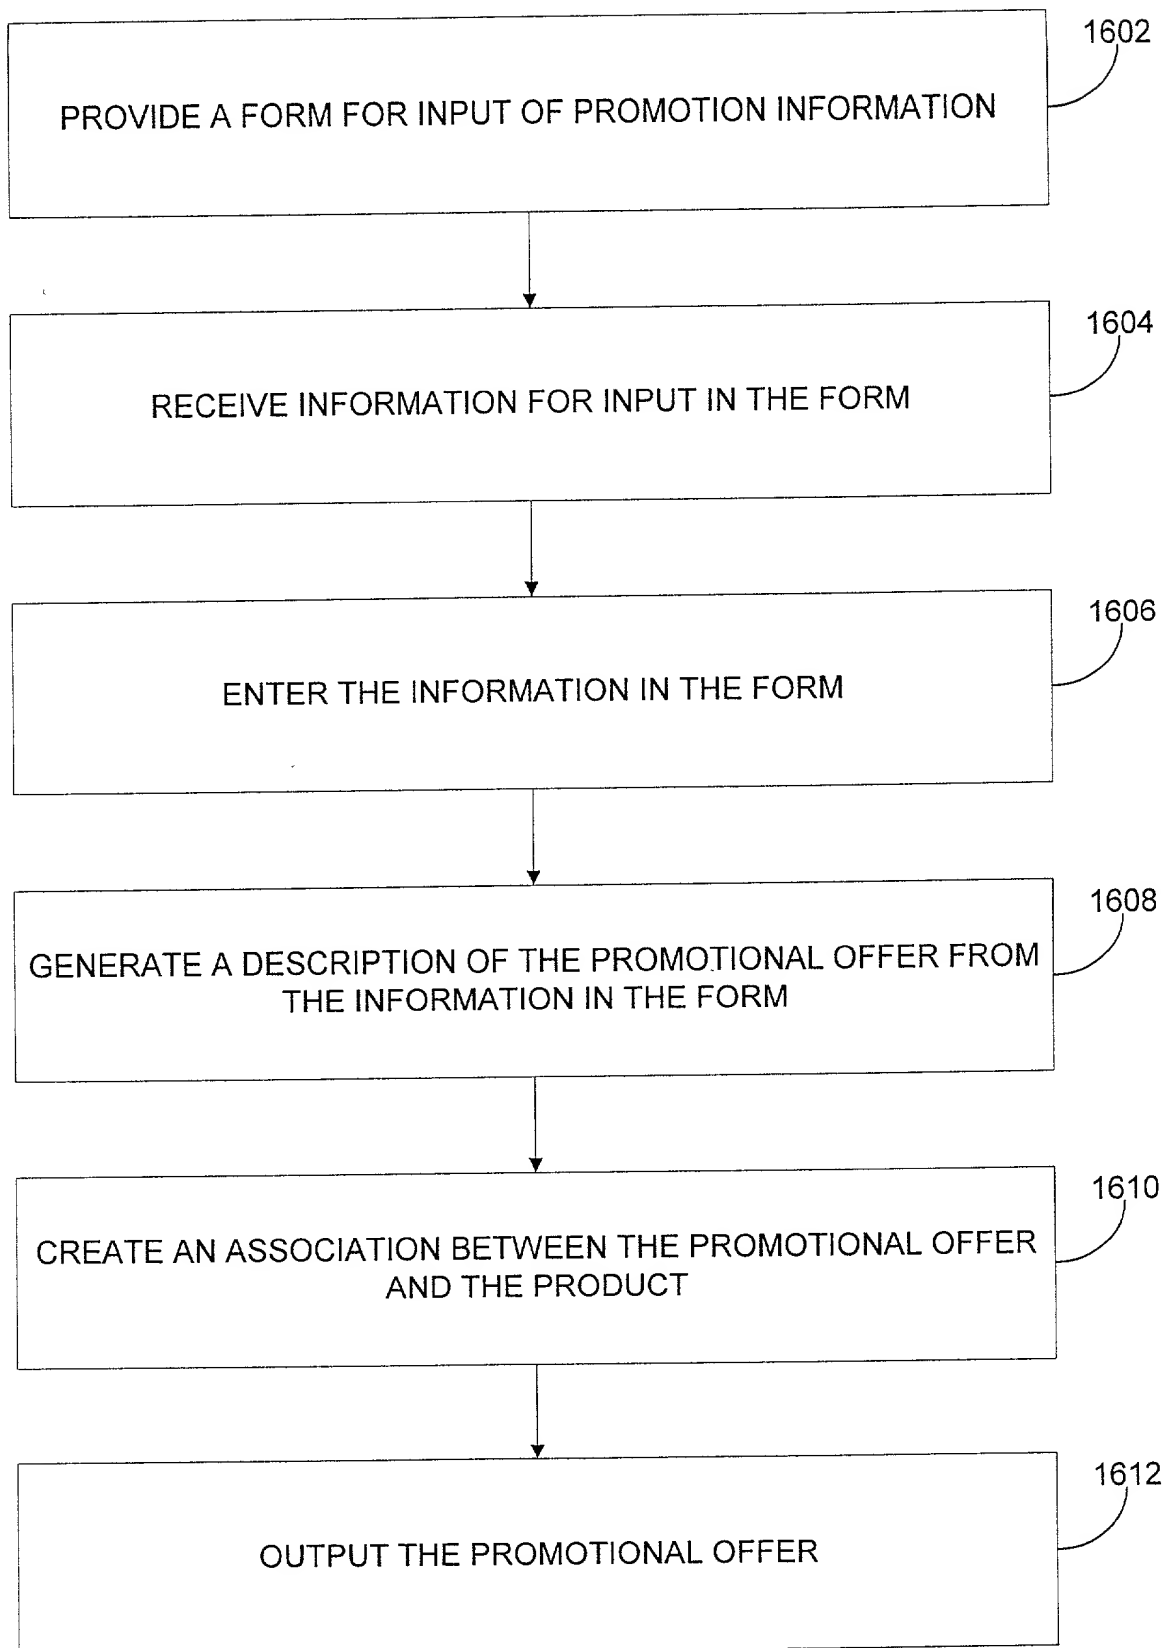 1602
PROVIDE A FORM FOR INPUT OF PROMOTION INFORMATION
1604
RECEIVE INFORMATION FOR INPUT IN THE FORM
1606
ENTER THE INFORMATION IN THE FORM
1608
GENERATE A DESCRIPTION OF THE PROMOTIONAL OFFER FROM
THE INFORMATION IN THE FORM
1610
CREATE AN ASSOCIATION BETWEEN THE PROMOTIONAL OFFER
AND THE PRODUCT
1612
OUTPUT THE PROMOTIONAL OFFER